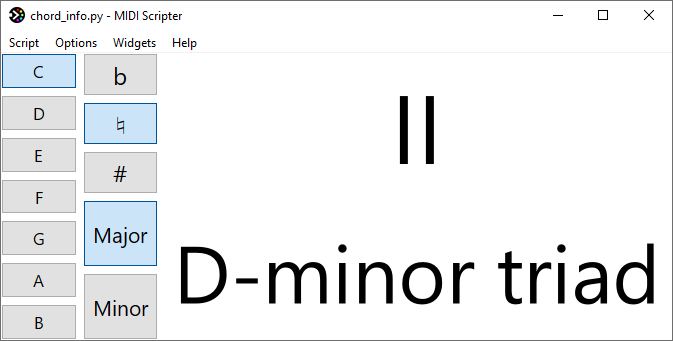 chord_info.py - MIDI Scripter
Script Options Widgets Help
C
D
E
F
G
A
B
b
♮
#
Major
Minor
II
D-minor triad